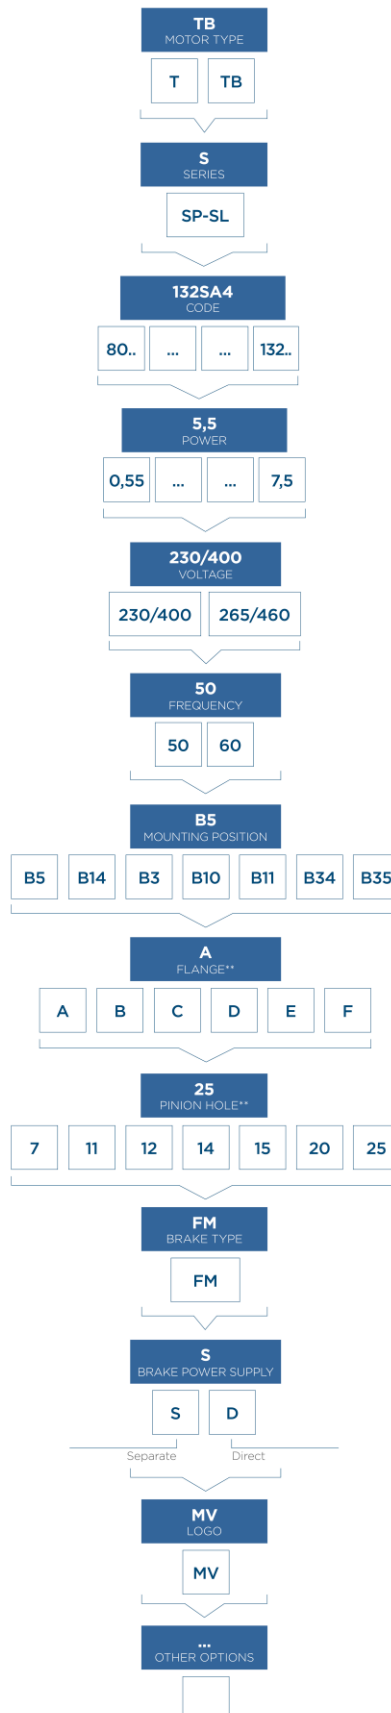 TB
MOTOR TYPE
T TB
S
SERIES
SP-SL
132SA4
CODE
80.. ... ... 132..
5,5
POWER
0,55 ... ... 7,5
230/400
VOLTAGE
230/400 265/460
50
FREQUENCY
50 60
B5
MOUNTING POSITION
B5 B14 B3 B10 B11 B34 B35
A
FLANGE**
A B C D E F
25
PINION HOLE**
7 11 12 14 15 20 25
FM
BRAKE TYPE
FM
S
BRAKE POWER SUPPLY
S D
Separate Direct
MV
LOGO
MV
...
OTHER OPTIONS